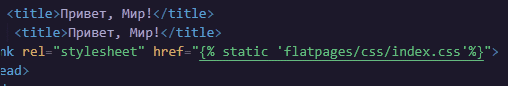 <title>Привет, Мир!</title>
<title>Привет, Мир!</title>
nk rel="stylesheet" href="{% static 'flatpages/css/index.css'%}">
ead>